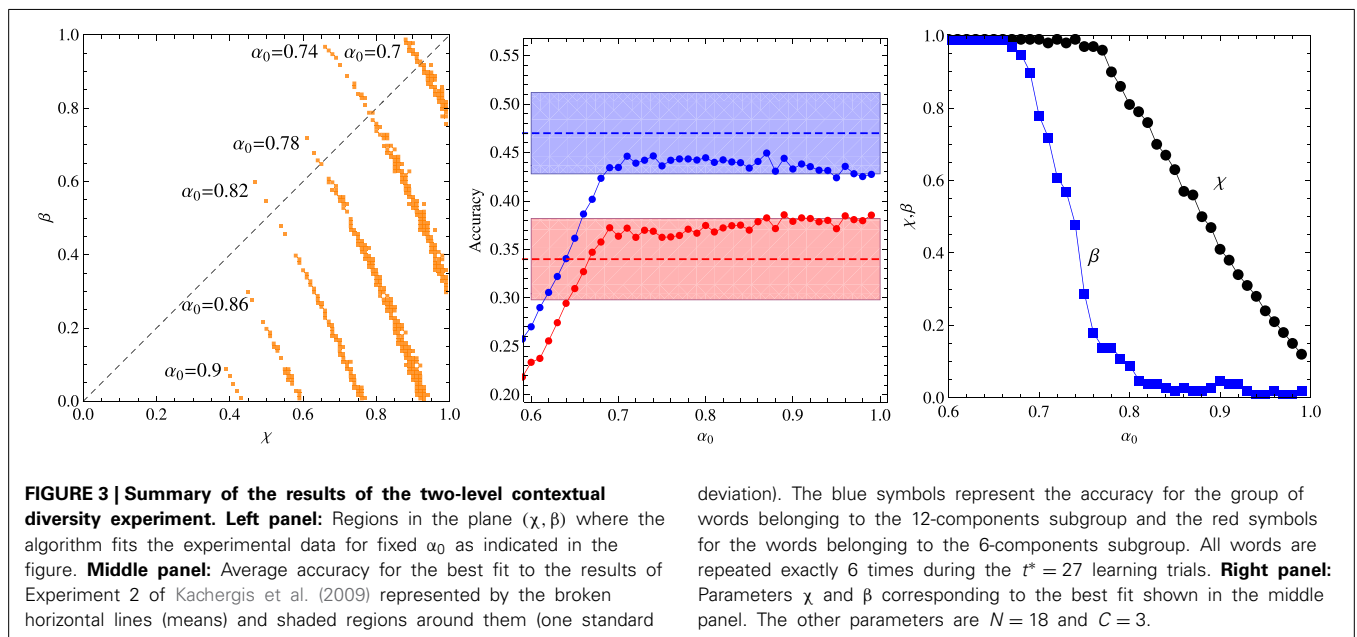 1.0
0.8
0.6
0.4
0.2
0.0
β
0.0
0.2
0.4
0.6
0.8
1.0
χ
α₀=0.74
α₀=0.7
α₀=0.78
α₀=0.82
α₀=0.86
α₀=0.9
0.55
0.50
0.45
0.40
0.35
0.30
0.25
0.20
Accuracy
0.6
0.7
0.8
0.9
1.0
α₀
1.0
0.8
0.6
0.4
0.2
0.0
χ,β
χ
β
0.6
0.7
0.8
0.9
1.0
α₀
FIGURE 3 | Summary of the results of the two-level contextual
diversity experiment. Left panel: Regions in the plane (χ, β) where the
algorithm fits the experimental data for fixed α₀ as indicated in the
figure. Middle panel: Average accuracy for the best fit to the results of
Experiment 2 of Kachergis et al. (2009) represented by the broken
horizontal lines (means) and shaded regions around them (one standard
deviation). The blue symbols represent the accuracy for the group of
words belonging to the 12-components subgroup and the red symbols
for the words belonging to the 6-components subgroup. All words are
repeated exactly 6 times during the t* = 27 learning trials. Right panel:
Parameters χ and β corresponding to the best fit shown in the middle
panel. The other parameters are N = 18 and C = 3.